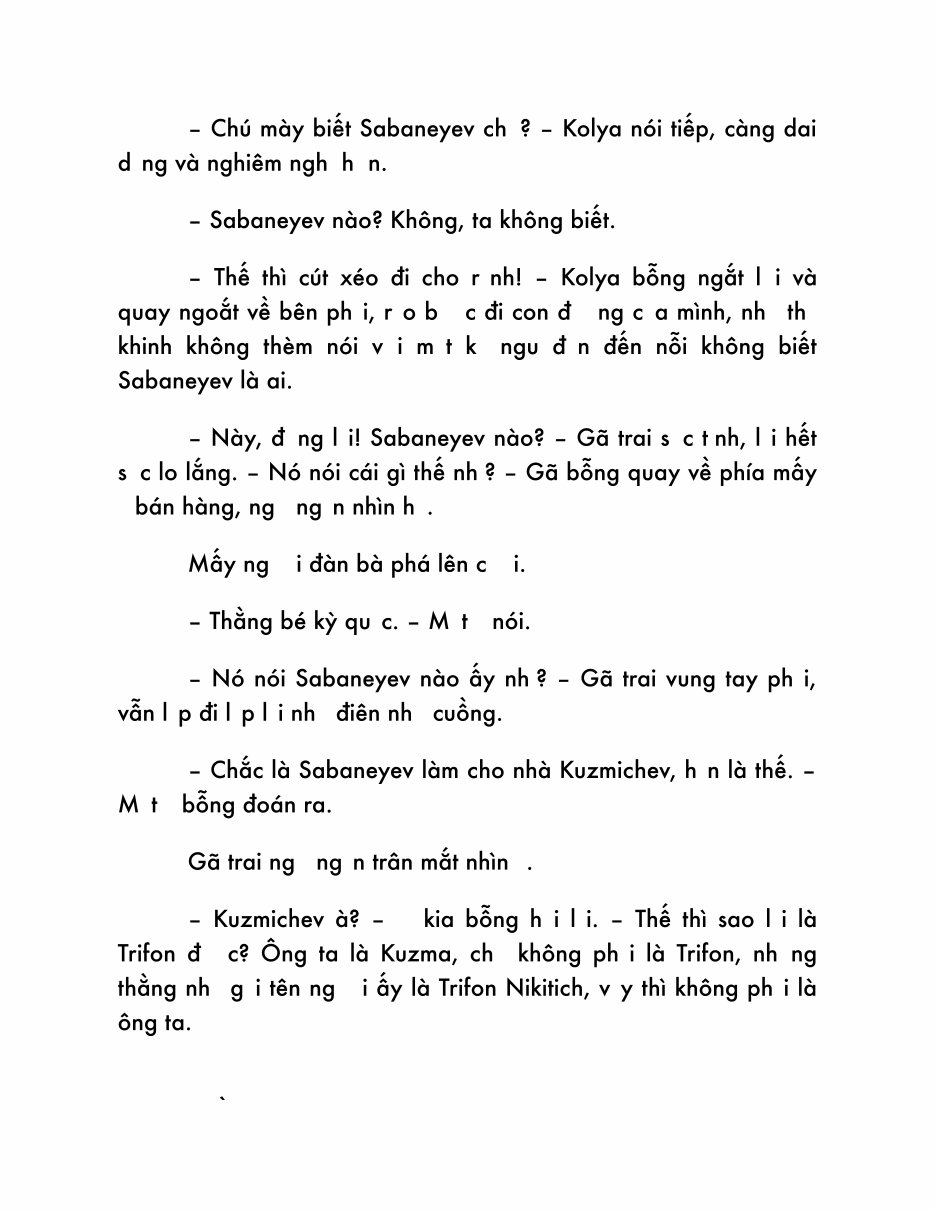 – Chú mày biết Sabaneyev ch ? – Kolya nói tiếp, càng dai
d ng và nghiêm ngh h n.
– Sabaneyev nào? Không, ta không biết.
– Thế thì cút xéo đi cho r nh! – Kolya bỗng ngắt l i và
quay ngoắt về bên ph i, r o b c đi con đ ng c a mình, nh th
khinh không thèm nói v i m t k ngu đ n đến nỗi không biết
Sabaneyev là ai.
– Này, đ ng l i! Sabaneyev nào? – Gã trai s c t nh, l i hết
s c lo lắng. – Nó nói cái gì thế nh ? – Gã bỗng quay về phía mấy
bán hàng, ng ng n nhìn h .
Mấy ng i đàn bà phá lên c i.
– Thằng bé kỳ qu c. – M t nói.
– Nó nói Sabaneyev nào ấy nh ? – Gã trai vung tay ph i,
vẫn l p đi l p l i nh điên nh cuồng.
– Chắc là Sabaneyev làm cho nhà Kuzmichev, h n là thế. –
M t bỗng đoán ra.
Gã trai ng ng n trân mắt nhìn .
– Kuzmichev à? – kia bỗng h i l i. – Thế thì sao l i là
Trifon đ c? Ông ta là Kuzma, ch không ph i là Trifon, nh ng
thằng nh g i tên ng i ấy là Trifon Nikitich, v y thì không ph i là
ông ta.